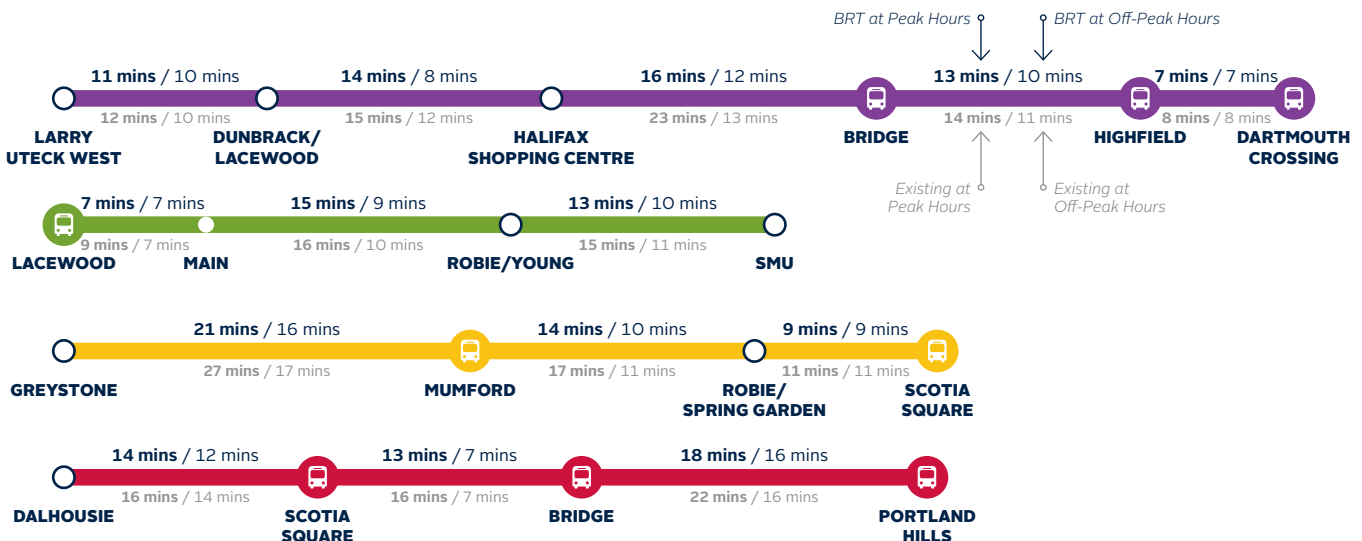 BRT at Peak Hours
BRT at Off-Peak Hours
11 mins / 10 mins
14 mins / 8 mins
16 mins / 12 mins
13 mins / 10 mins
7 mins / 7 mins
12 mins / 10 mins
15 mins / 12 mins
23 mins / 13 mins
14 mins / 11 mins
8 mins / 8 mins
LARRY
UTECK WEST
DUNBRACK/
LACEWOOD
HALIFAX
SHOPPING CENTRE
BRIDGE
HIGHFIELD
DARTMOUTH
CROSSING
Existing at
Peak Hours
Existing at
Off-Peak Hours
7 mins / 7 mins
15 mins / 9 mins
13 mins / 10 mins
9 mins / 7 mins
16 mins / 10 mins
15 mins / 11 mins
LACEWOOD
MAIN
ROBIE/YOUNG
SMU
21 mins / 16 mins
14 mins / 10 mins
9 mins / 9 mins
27 mins / 17 mins
17 mins / 11 mins
11 mins / 11 mins
GREYSTONE
MUMFORD
ROBIE/
SPRING GARDEN
SCOTIA
SQUARE
14 mins / 12 mins
13 mins / 7 mins
18 mins / 16 mins
16 mins / 14 mins
16 mins / 7 mins
22 mins / 16 mins
DALHOUSIE
SCOTIA
SQUARE
BRIDGE
PORTLAND
HILLS